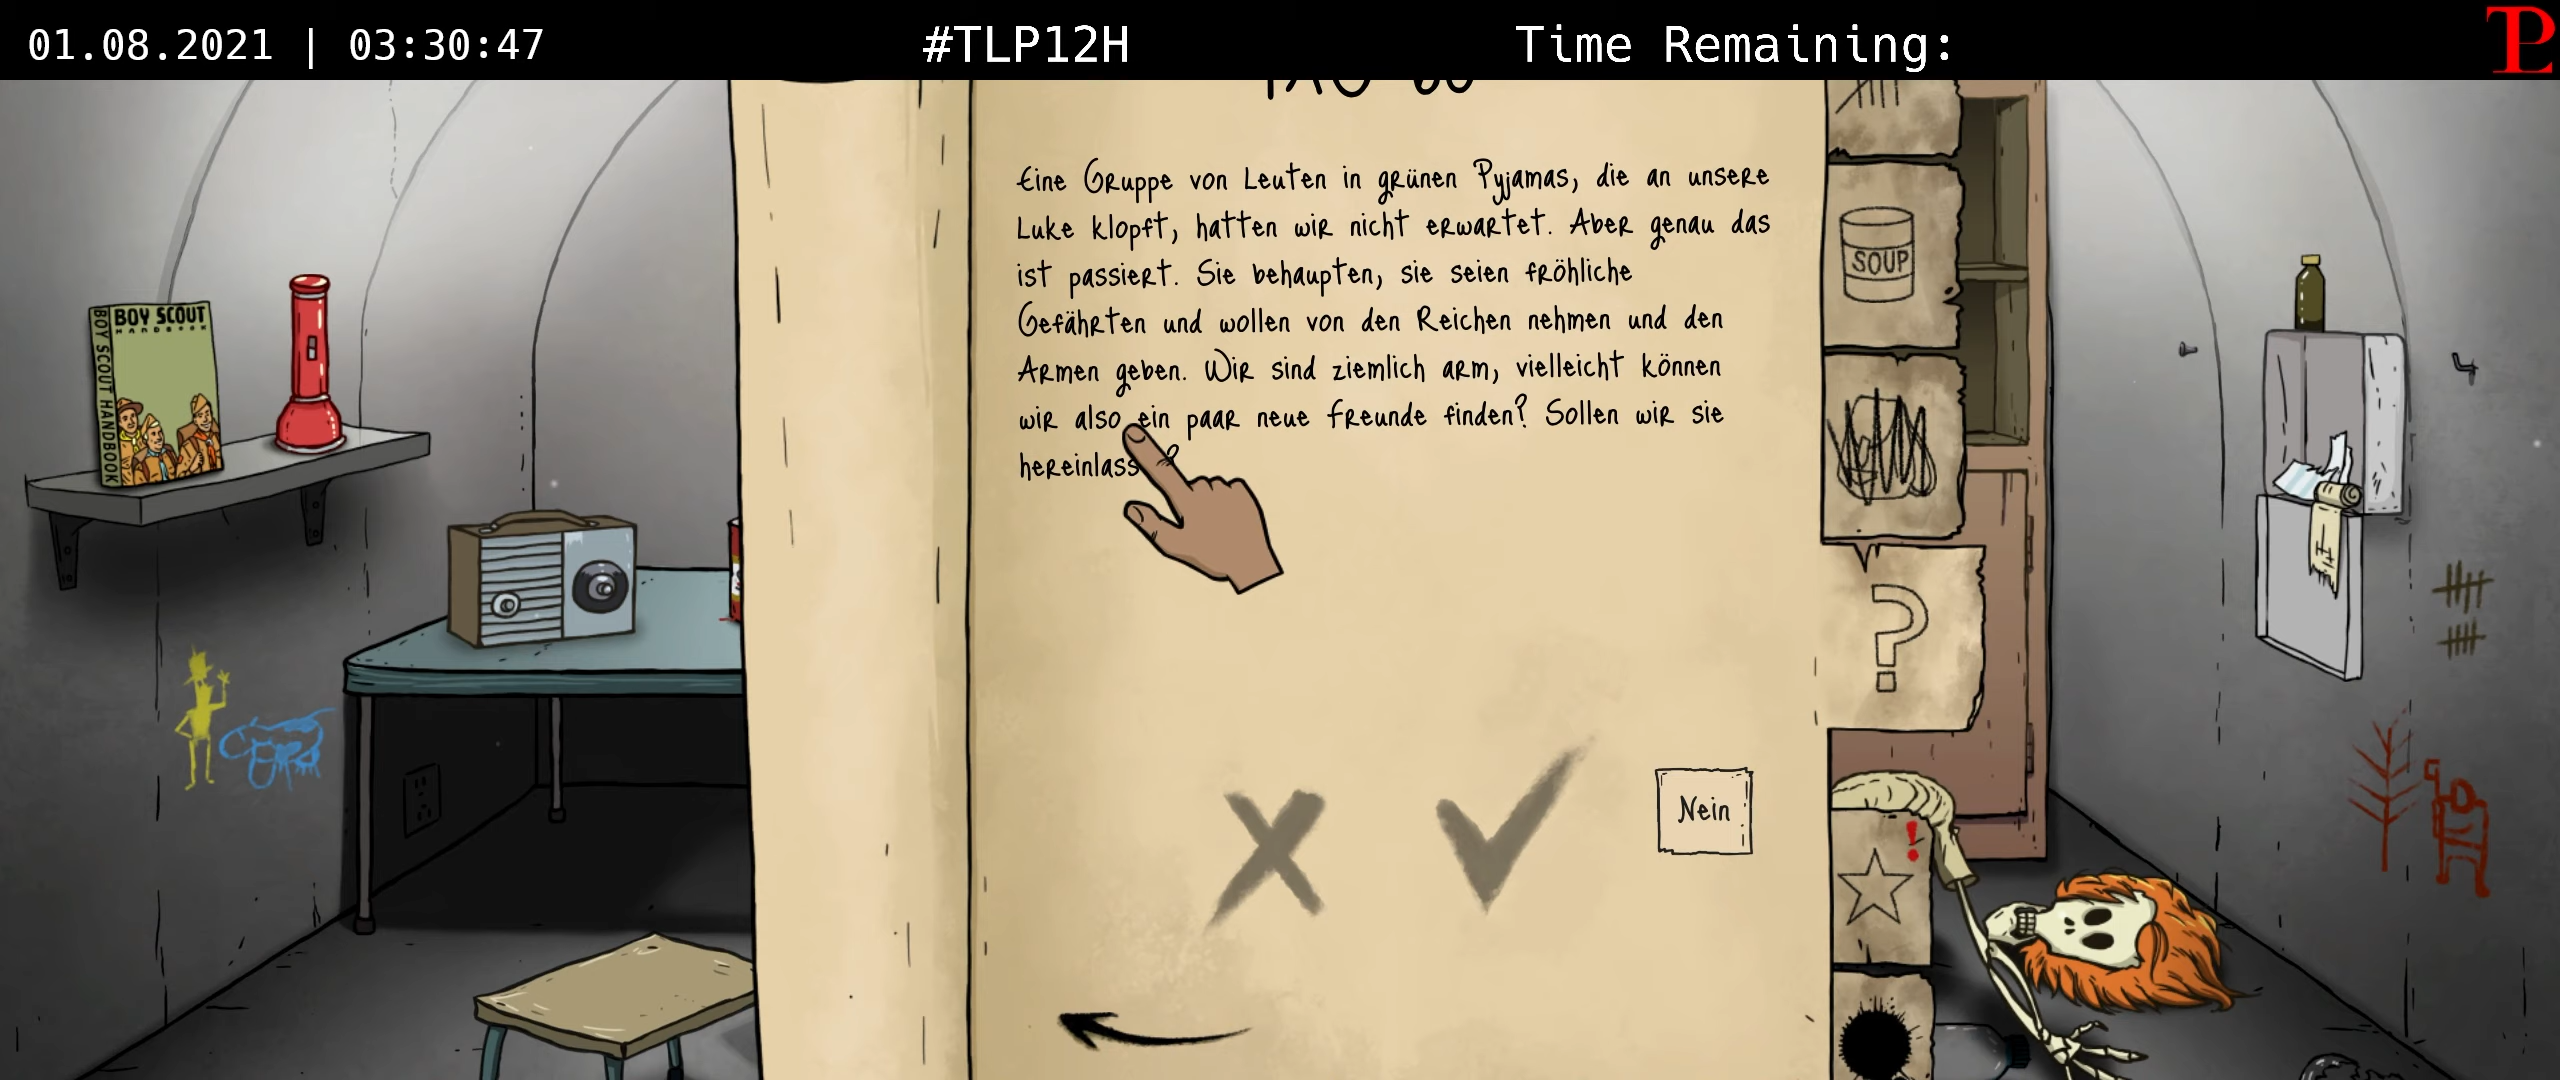 01.08.2021 | 03:30:47
#TLP12H
Time Remaining:
TLP
BOY SCOUT
HANDBOOK
BOY SCOUT HANDBOOK
Eine Gruppe von Leuten in grünen Pyjamas, die an unsere
Luke klopft, hatten wir nicht erwartet. Aber genau das
ist passiert. Sie behaupten, sie seien fröhliche
Gefährten und wollen von den Reichen nehmen und den
Armen geben. Wir sind ziemlich arm, vielleicht können
wir also ein paar neue Freunde finden? Sollen wir sie
hereinlass ?
Nein
SOUP
?
!